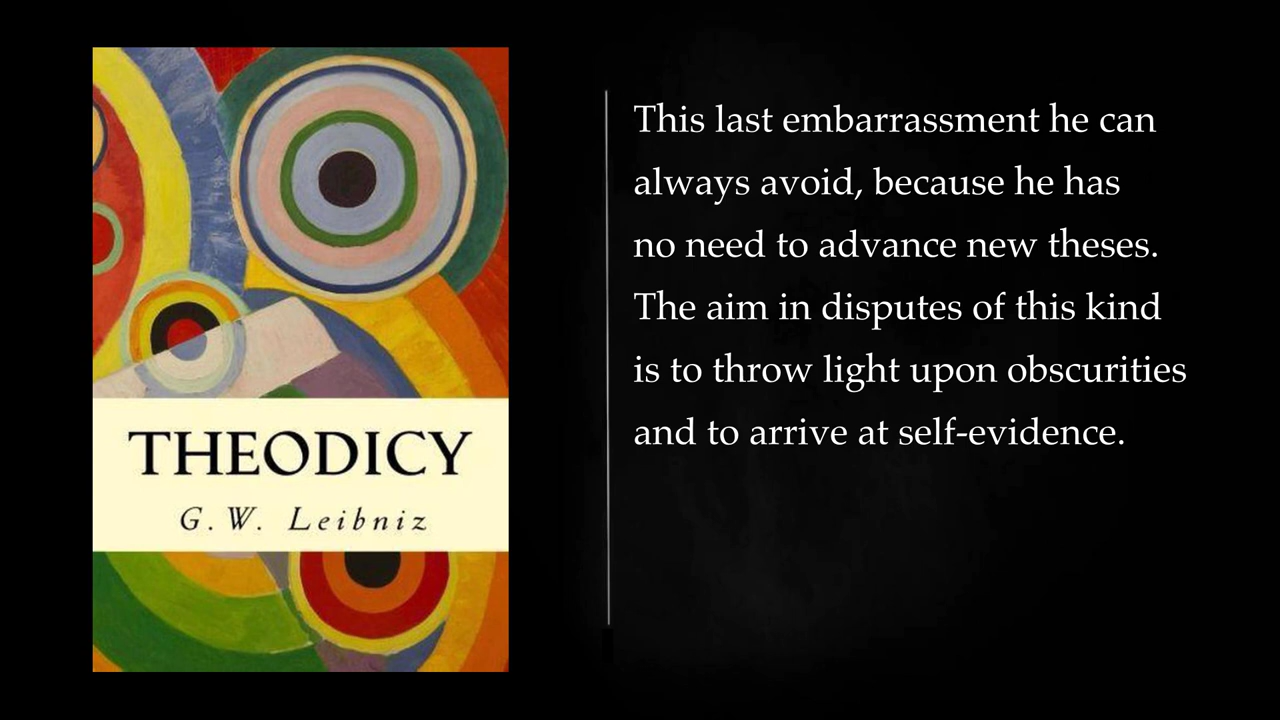 THEODICY
G. W. Leibniz
This last embarrassment he can
always avoid, because he has
no need to advance new theses.
The aim in disputes of this kind
is to throw light upon obscurities
and to arrive at self-evidence.